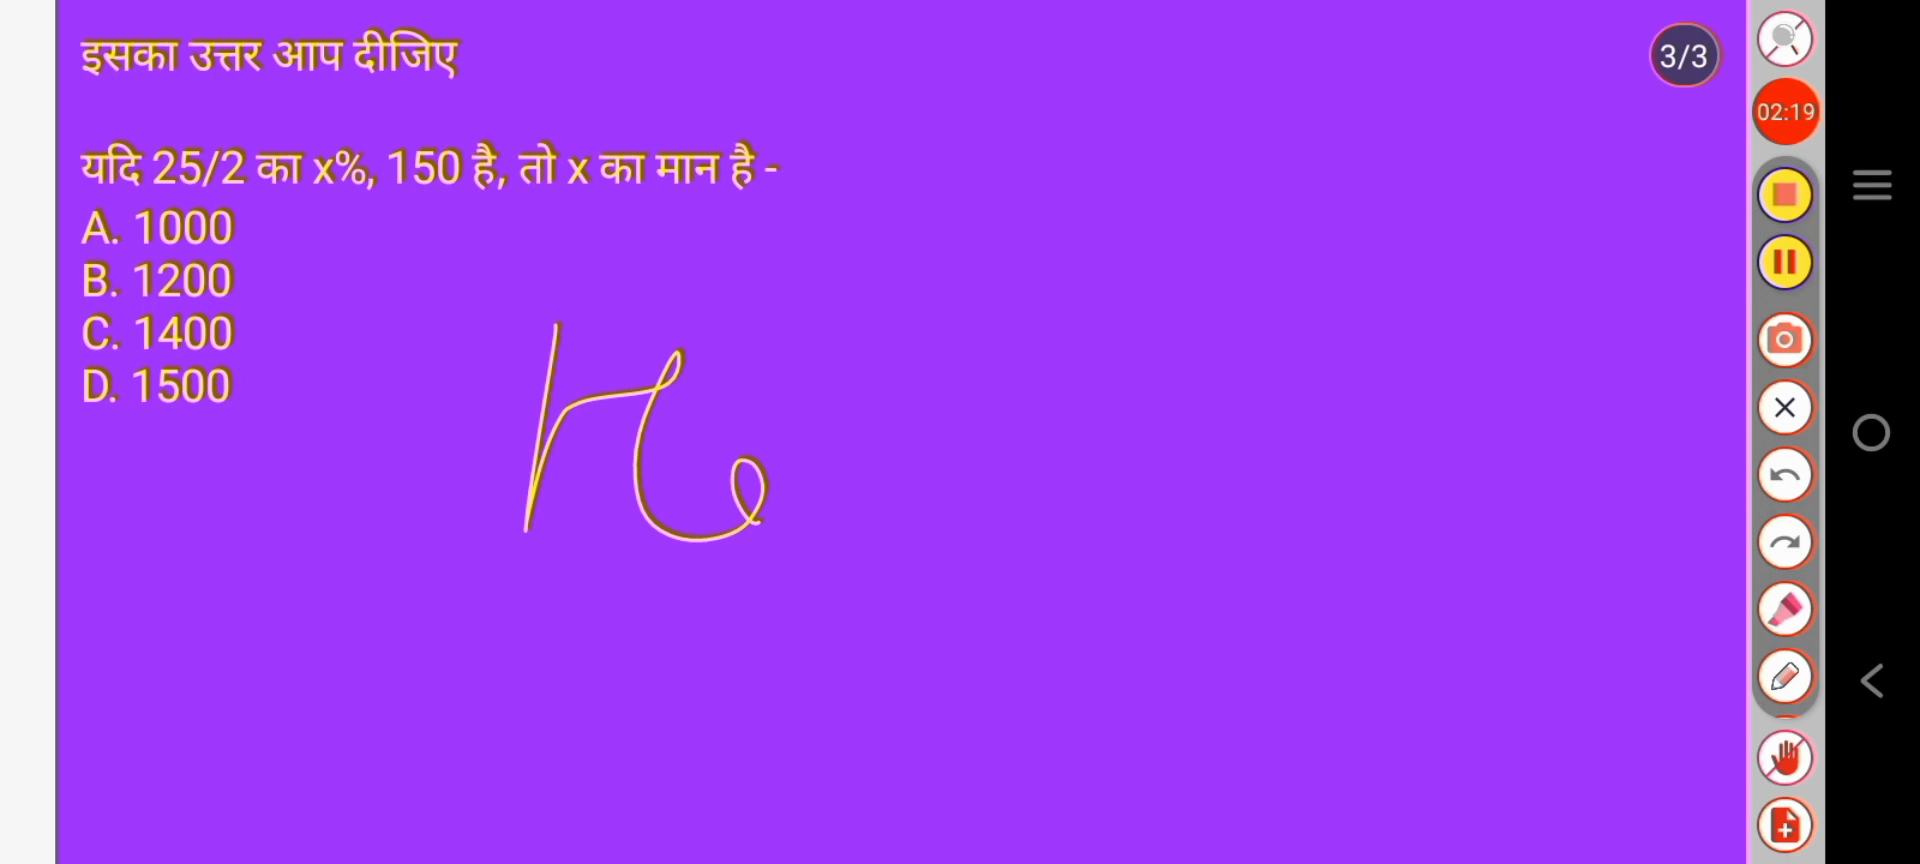 इसका उत्तर आप दीजिए
3/3
02:19
यदि 25/2 का x%, 150 है, तो x का मान है -
A. 1000
B. 1200
C. 1400
D. 1500